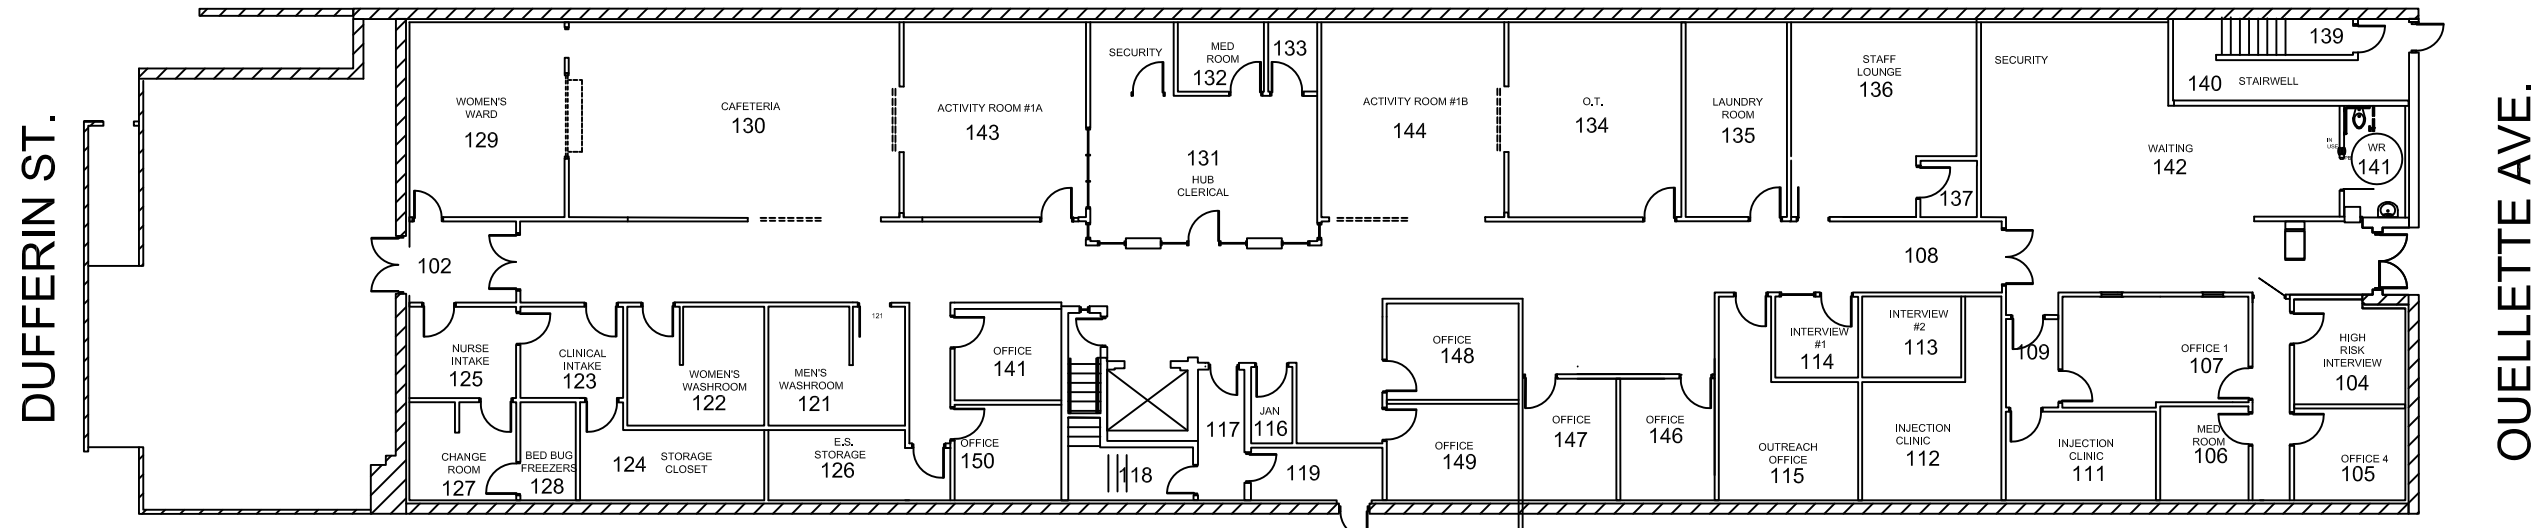 DUFFERIN ST.
WOMEN'S
WARD
129
CAFETERIA
130
ACTIVITY ROOM #1A
143
SECURITY
MED
ROOM
132
133
131
HUB
CLERICAL
ACTIVITY ROOM #1B
144
O.T.
134
LAUNDRY
ROOM
135
STAFF
LOUNGE
136
137
SECURITY
139
140 STAIRWELL
WAITING
142
IN
USE
WR
141
102
108
NURSE
INTAKE
125
CLINICAL
INTAKE
123
WOMEN'S
WASHROOM
122
MEN'S
WASHROOM
121
121
OFFICE
141
CHANGE
ROOM
127
BED BUG
FREEZERS
128
124 STORAGE
CLOSET
E.S.
STORAGE
126
OFFICE
150
118
117
JAN
116
119
OFFICE
148
OFFICE
149
OFFICE
147
OFFICE
146
INTERVIEW
#1
114
INTERVIEW
#2
113
OUTREACH
OFFICE
115
INJECTION
CLINIC
112
109
OFFICE 1
107
INJECTION
CLINIC
111
MED
ROOM
106
HIGH
RISK
INTERVIEW
104
OFFICE 4
105
OUELLETTE AVE.